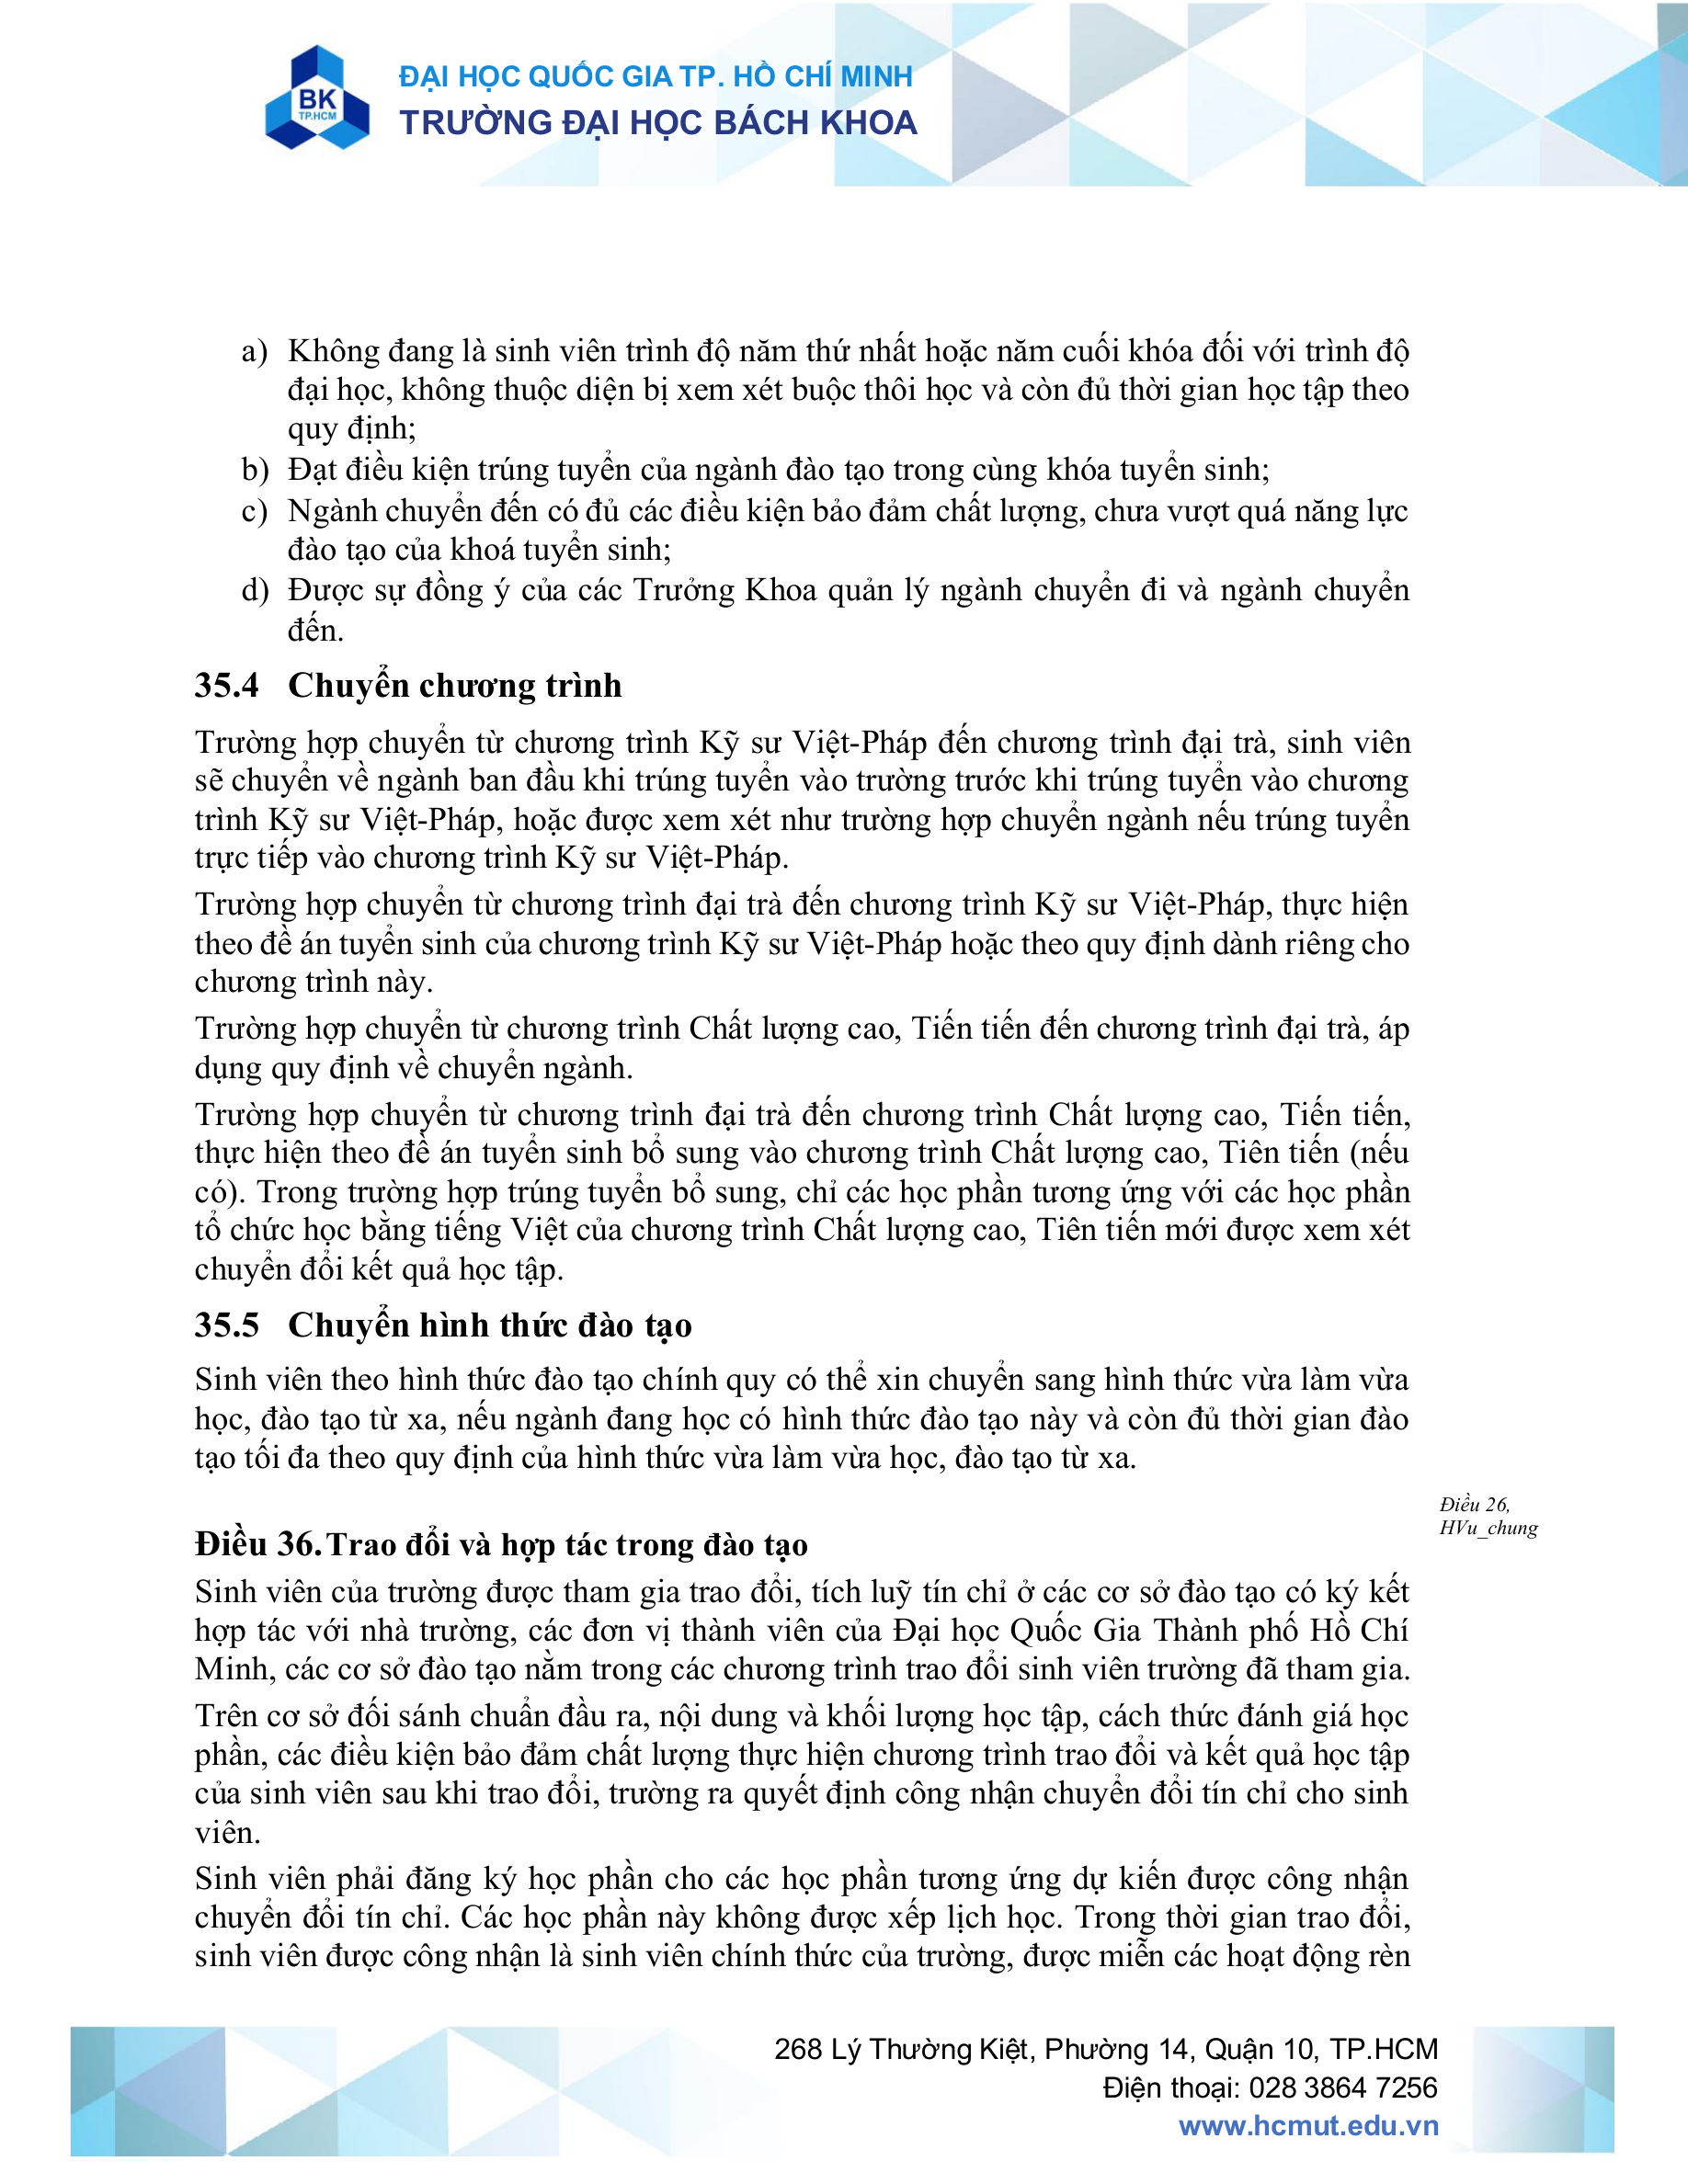 BK
TP.HCM
ĐẠI HỌC QUỐC GIA TP. HỒ CHÍ MINH
TRƯỜNG ĐẠI HỌC BÁCH KHOA
a) Không đang là sinh viên trình độ năm thứ nhất hoặc năm cuối khóa đối với trình độ
đại học, không thuộc diện bị xem xét buộc thôi học và còn đủ thời gian học tập theo
quy định;
b) Đạt điều kiện trúng tuyển của ngành đào tạo trong cùng khóa tuyển sinh;
c) Ngành chuyển đến có đủ các điều kiện bảo đảm chất lượng, chưa vượt quá năng lực
đào tạo của khoá tuyển sinh;
d) Được sự đồng ý của các Trưởng Khoa quản lý ngành chuyển đi và ngành chuyển
đến.
35.4 Chuyển chương trình
Trường hợp chuyển từ chương trình Kỹ sư Việt-Pháp đến chương trình đại trà, sinh viên
sẽ chuyển về ngành ban đầu khi trúng tuyển vào trường trước khi trúng tuyển vào chương
trình Kỹ sư Việt-Pháp, hoặc được xem xét như trường hợp chuyển ngành nếu trúng tuyển
trực tiếp vào chương trình Kỹ sư Việt-Pháp.
Trường hợp chuyển từ chương trình đại trà đến chương trình Kỹ sư Việt-Pháp, thực hiện
theo đề án tuyển sinh của chương trình Kỹ sư Việt-Pháp hoặc theo quy định dành riêng cho
chương trình này.
Trường hợp chuyển từ chương trình Chất lượng cao, Tiến tiến đến chương trình đại trà, áp
dụng quy định về chuyển ngành.
Trường hợp chuyển từ chương trình đại trà đến chương trình Chất lượng cao, Tiến tiến,
thực hiện theo đề án tuyển sinh bổ sung vào chương trình Chất lượng cao, Tiên tiến (nếu
có). Trong trường hợp trúng tuyển bổ sung, chỉ các học phần tương ứng với các học phần
tổ chức học bằng tiếng Việt của chương trình Chất lượng cao, Tiên tiến mới được xem xét
chuyển đổi kết quả học tập.
35.5 Chuyển hình thức đào tạo
Sinh viên theo hình thức đào tạo chính quy có thể xin chuyển sang hình thức vừa làm vừa
học, đào tạo từ xa, nếu ngành đang học có hình thức đào tạo này và còn đủ thời gian đào
tạo tối đa theo quy định của hình thức vừa làm vừa học, đào tạo từ xa.
Điều 26,
HVu_chung
Điều 36. Trao đổi và hợp tác trong đào tạo
Sinh viên của trường được tham gia trao đổi, tích luỹ tín chỉ ở các cơ sở đào tạo có ký kết
hợp tác với nhà trường, các đơn vị thành viên của Đại học Quốc Gia Thành phố Hồ Chí
Minh, các cơ sở đào tạo nằm trong các chương trình trao đổi sinh viên trường đã tham gia.
Trên cơ sở đối sánh chuẩn đầu ra, nội dung và khối lượng học tập, cách thức đánh giá học
phần, các điều kiện bảo đảm chất lượng thực hiện chương trình trao đổi và kết quả học tập
của sinh viên sau khi trao đổi, trường ra quyết định công nhận chuyển đổi tín chỉ cho sinh
viên.
Sinh viên phải đăng ký học phần cho các học phần tương ứng dự kiến được công nhận
chuyển đổi tín chỉ. Các học phần này không được xếp lịch học. Trong thời gian trao đổi,
sinh viên được công nhận là sinh viên chính thức của trường, được miễn các hoạt động rèn
268 Lý Thường Kiệt, Phường 14, Quận 10, TP.HCM
Điện thoại: 028 3864 7256
www.hcmut.edu.vn